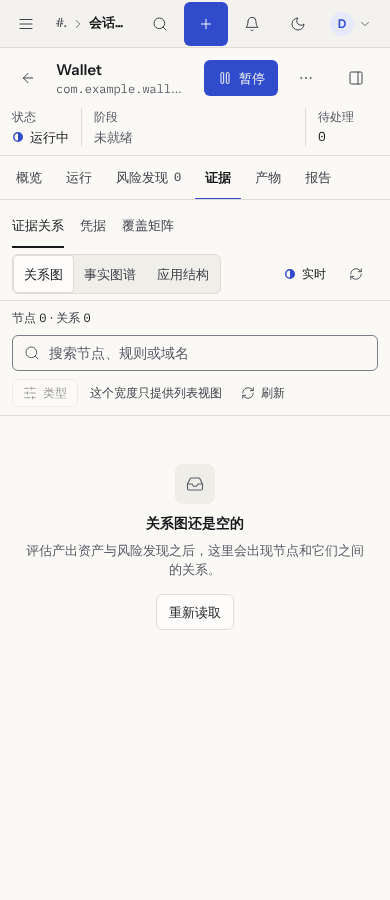 #. 会话…
D
Wallet
com.example.wall…
暂停
状态 阶段 待处理
运行中 未就绪 0
概览 运行 风险发现 0 证据 产物 报告
证据关系 凭据 覆盖矩阵
关系图 事实图谱 应用结构 实时
节点 0 · 关系 0
搜索节点、规则或域名
类型 这个宽度只提供列表视图 刷新
关系图还是空的
评估产出资产与风险发现之后，这里会出现节点和它们之间
的关系。
重新读取